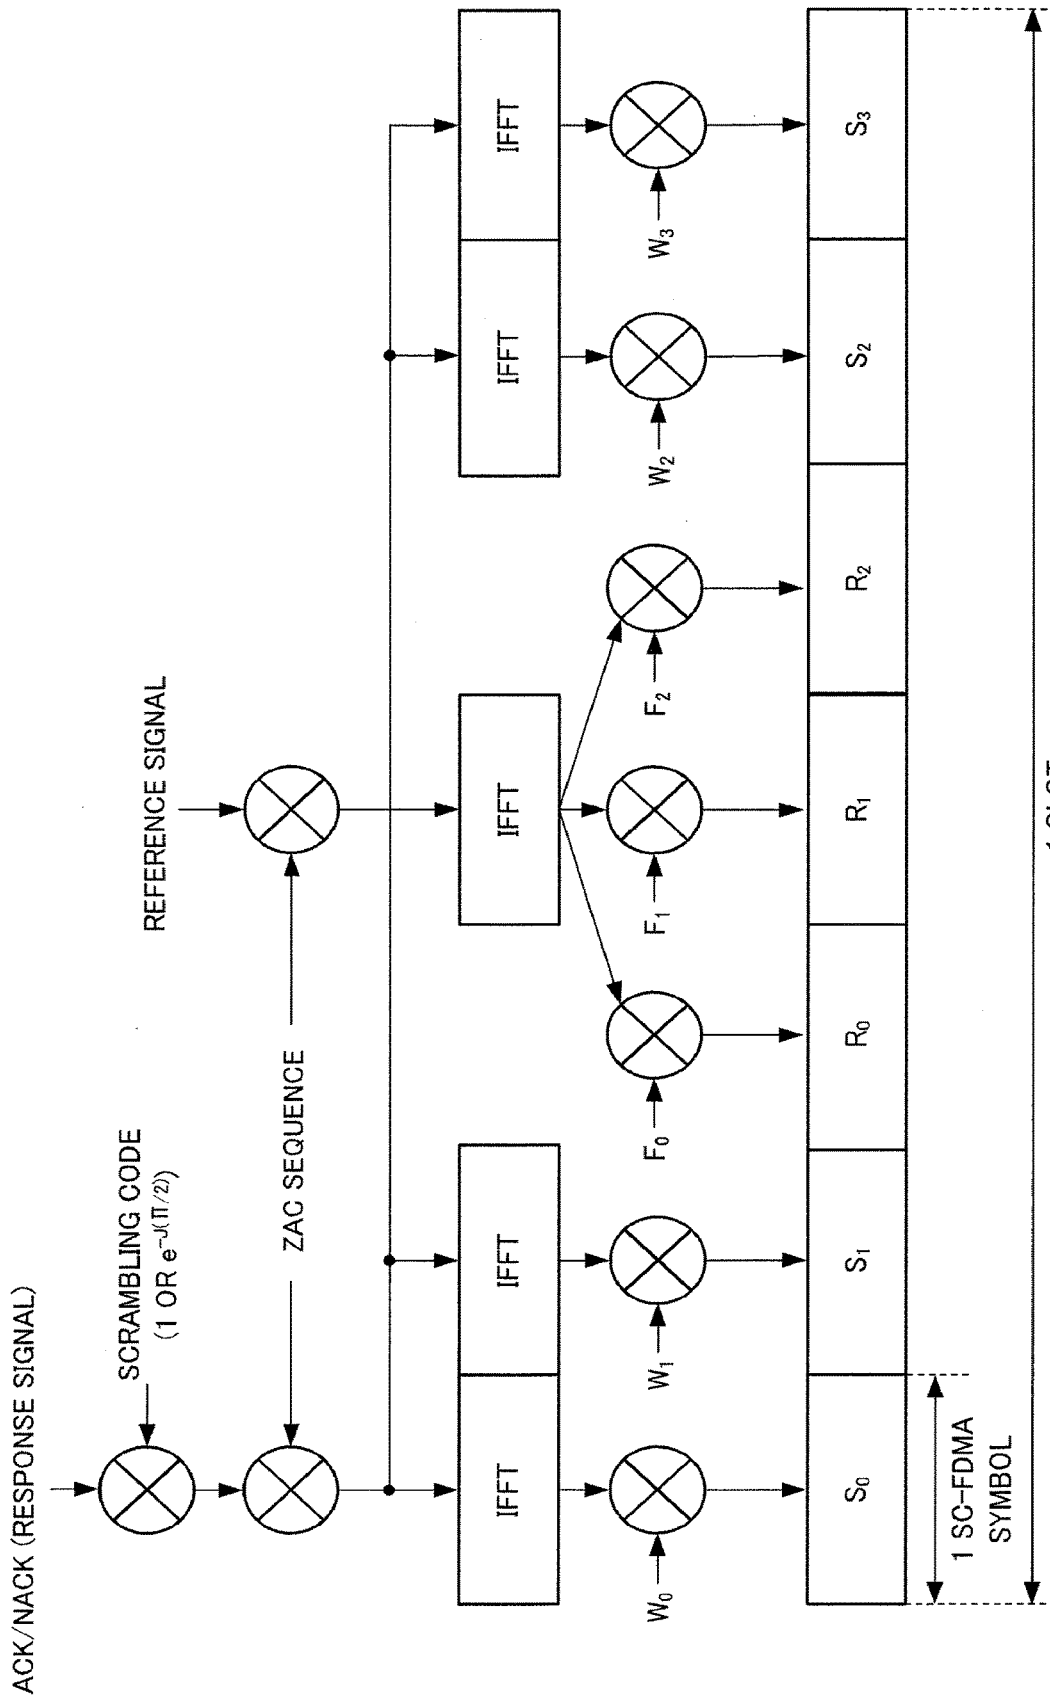 ACK/NACK (RESPONSE SIGNAL)
SCRAMBLING CODE
(1 OR e^-J(Π/2))
REFERENCE SIGNAL
ZAC SEQUENCE
IFFT
IFFT
IFFT
IFFT
IFFT
W₀
W₁
F₀
F₁
F₂
W₂
W₃
S₀
S₁
R₀
R₁
R₂
S₂
S₃
1 SC-FDMA
SYMBOL